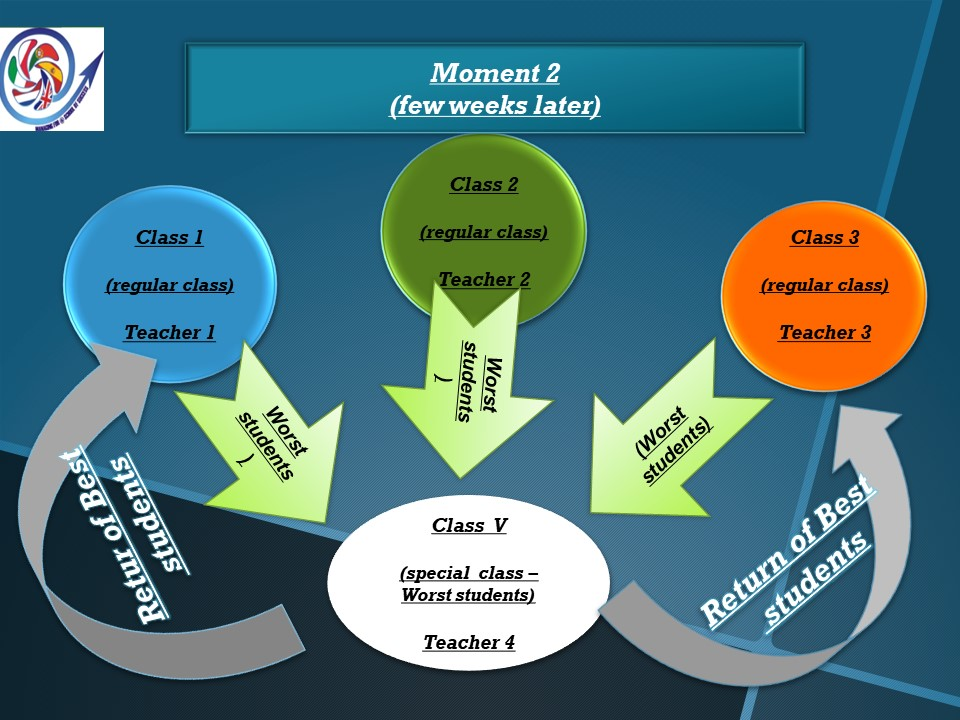 Moment 2
(few weeks later)
Class 2
(regular class)
Teacher 2
Class 1
(regular class)
Teacher 1
Class 3
(regular class)
Teacher 3
Worst
students
)
Worst
students
)
(Worst
students)
Retur of Best
students
Return of Best
students
Class V
(special class –
Worst students)
Teacher 4